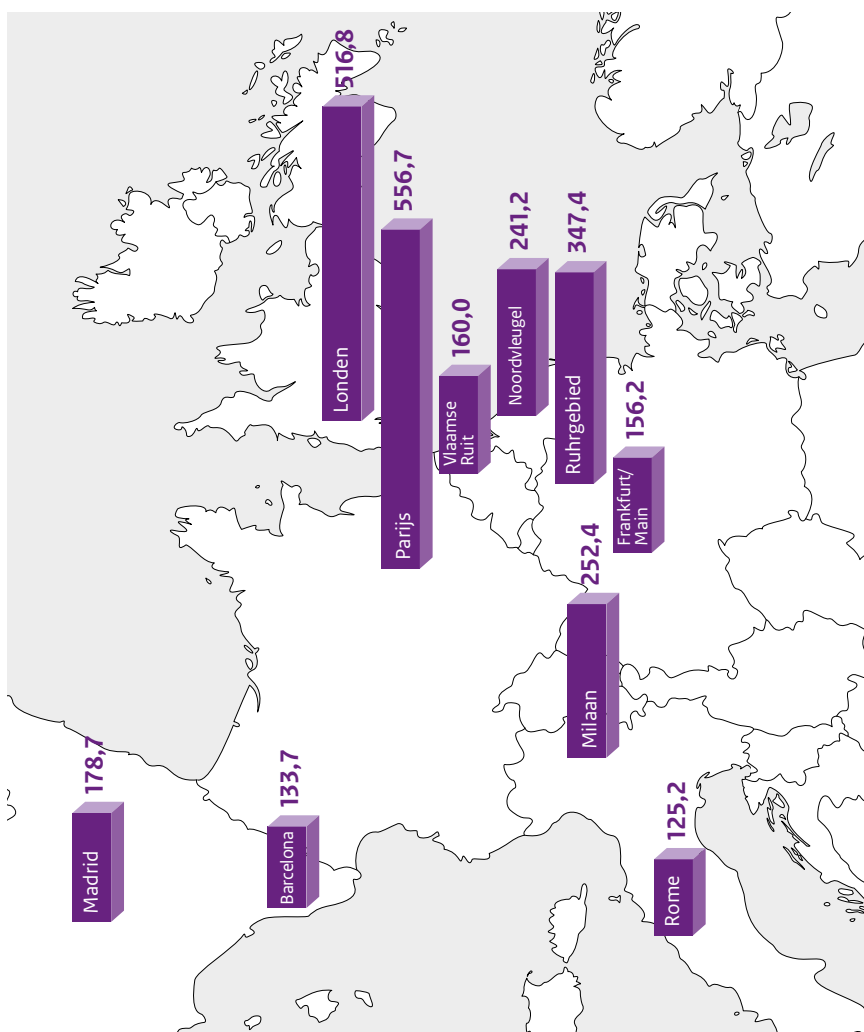 Londen
516,8
Parijs
556,7
Vlaamse
Ruit
160,0
Noordvleugel
241,2
Ruhrgebied
347,4
Frankfurt/
Main
156,2
Milaan
252,4
Madrid
178,7
Barcelona
133,7
Rome
125,2